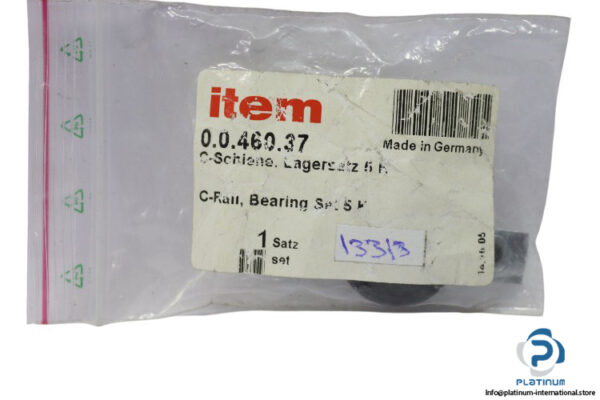 item
0.0.460.37
Made in Germany
C-Schiene, Lagersatz 5
C-Rail, Bearing Set 5
1 Satz
set
13313
PLATINUM
Info@platinum-international.store